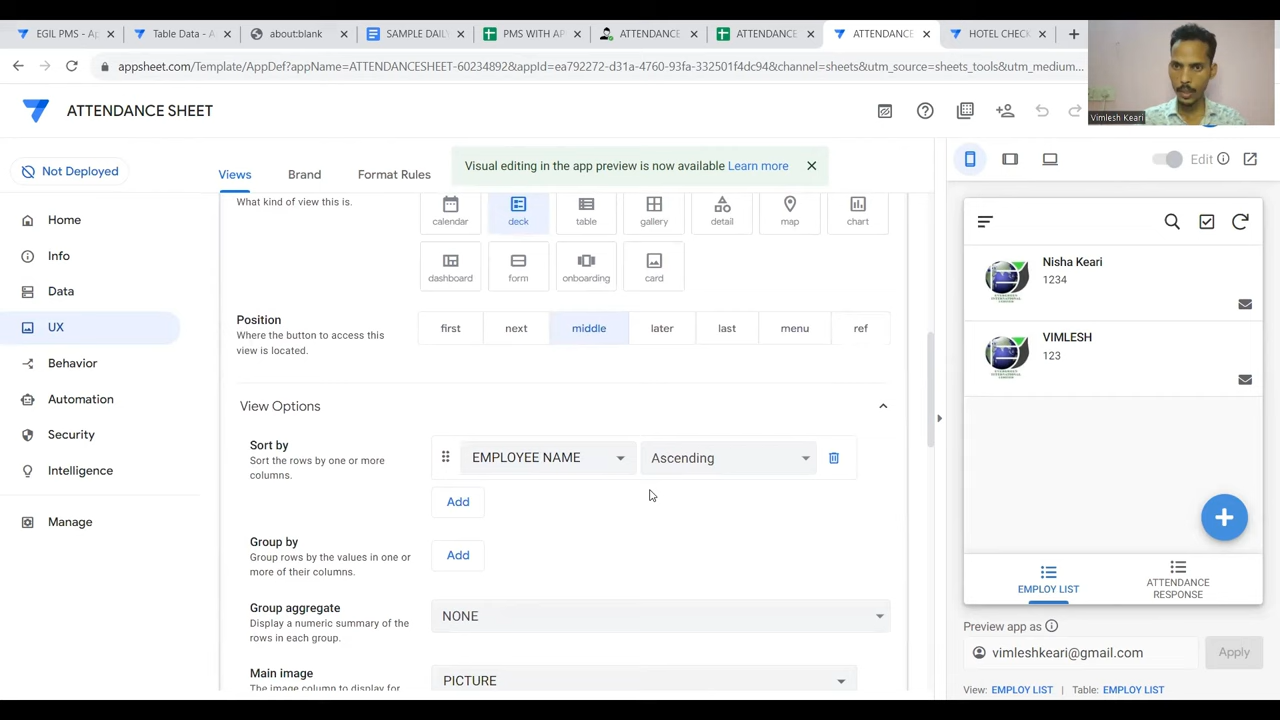 EGIL PMS - Ap
Table Data - A
about:blank
SAMPLE DAIL
PMS WITH AP
ATTENDANCE
ATTENDANCE
ATTENDANCE
HOTEL CHECK
appsheet.com/Template/AppDef?appName=ATTENDANCESHEET-60234892&appId=ea792272-d31a-4760-93fa-332501f4dc94&channel=sheets&utm_source=sheets_tools&utm_medium...
Vimlesh Keari
ATTENDANCE SHEET
Visual editing in the app preview is now available Learn more
Not Deployed
Views
Brand
Format Rules
Edit
Home
Info
Data
UX
Behavior
Automation
Security
Intelligence
Manage
What kind of view this is.
calendar
deck
table
gallery
detail
map
chart
dashboard
form
onboarding
card
Position
Where the button to access this
view is located.
first
next
middle
later
last
menu
ref
View Options
Sort by
Sort the rows by one or more
columns.
EMPLOYEE NAME
Ascending
Add
Group by
Group rows by the values in one or
more of their columns.
Add
Group aggregate
Display a numeric summary of the
rows in each group.
NONE
Main image
The image column to display for
PICTURE
Nisha Keari
1234
VIMLESH
123
EMPLOY LIST
ATTENDANCE
RESPONSE
Preview app as
vimleshkeari@gmail.com
Apply
View: EMPLOY LIST | Table: EMPLOY LIST